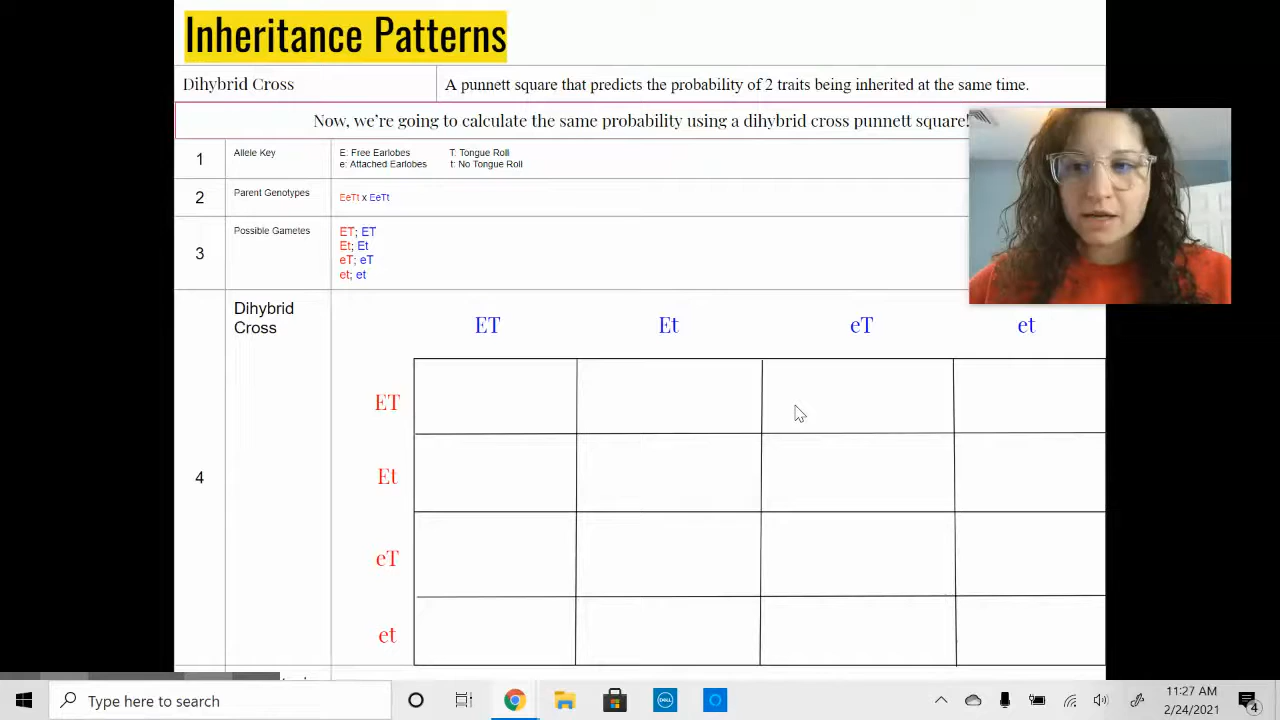 Inheritance Patterns
Dihybrid Cross
A punnett square that predicts the probability of 2 traits being inherited at the same time.
Now, we're going to calculate the same probability using a dihybrid cross punnett square!
1
Allele Key
E: Free Earlobes T: Tongue Roll
e: Attached Earlobes t: No Tongue Roll
2
Parent Genotypes
EeTt x EeTt
3
Possible Gametes
ET; ET
Et; Et
eT; eT
et; et
4
Dihybrid
Cross
ET Et eT et
ET
Et
eT
et
Type here to search
DELL
11:27 AM
2/24/2021
4